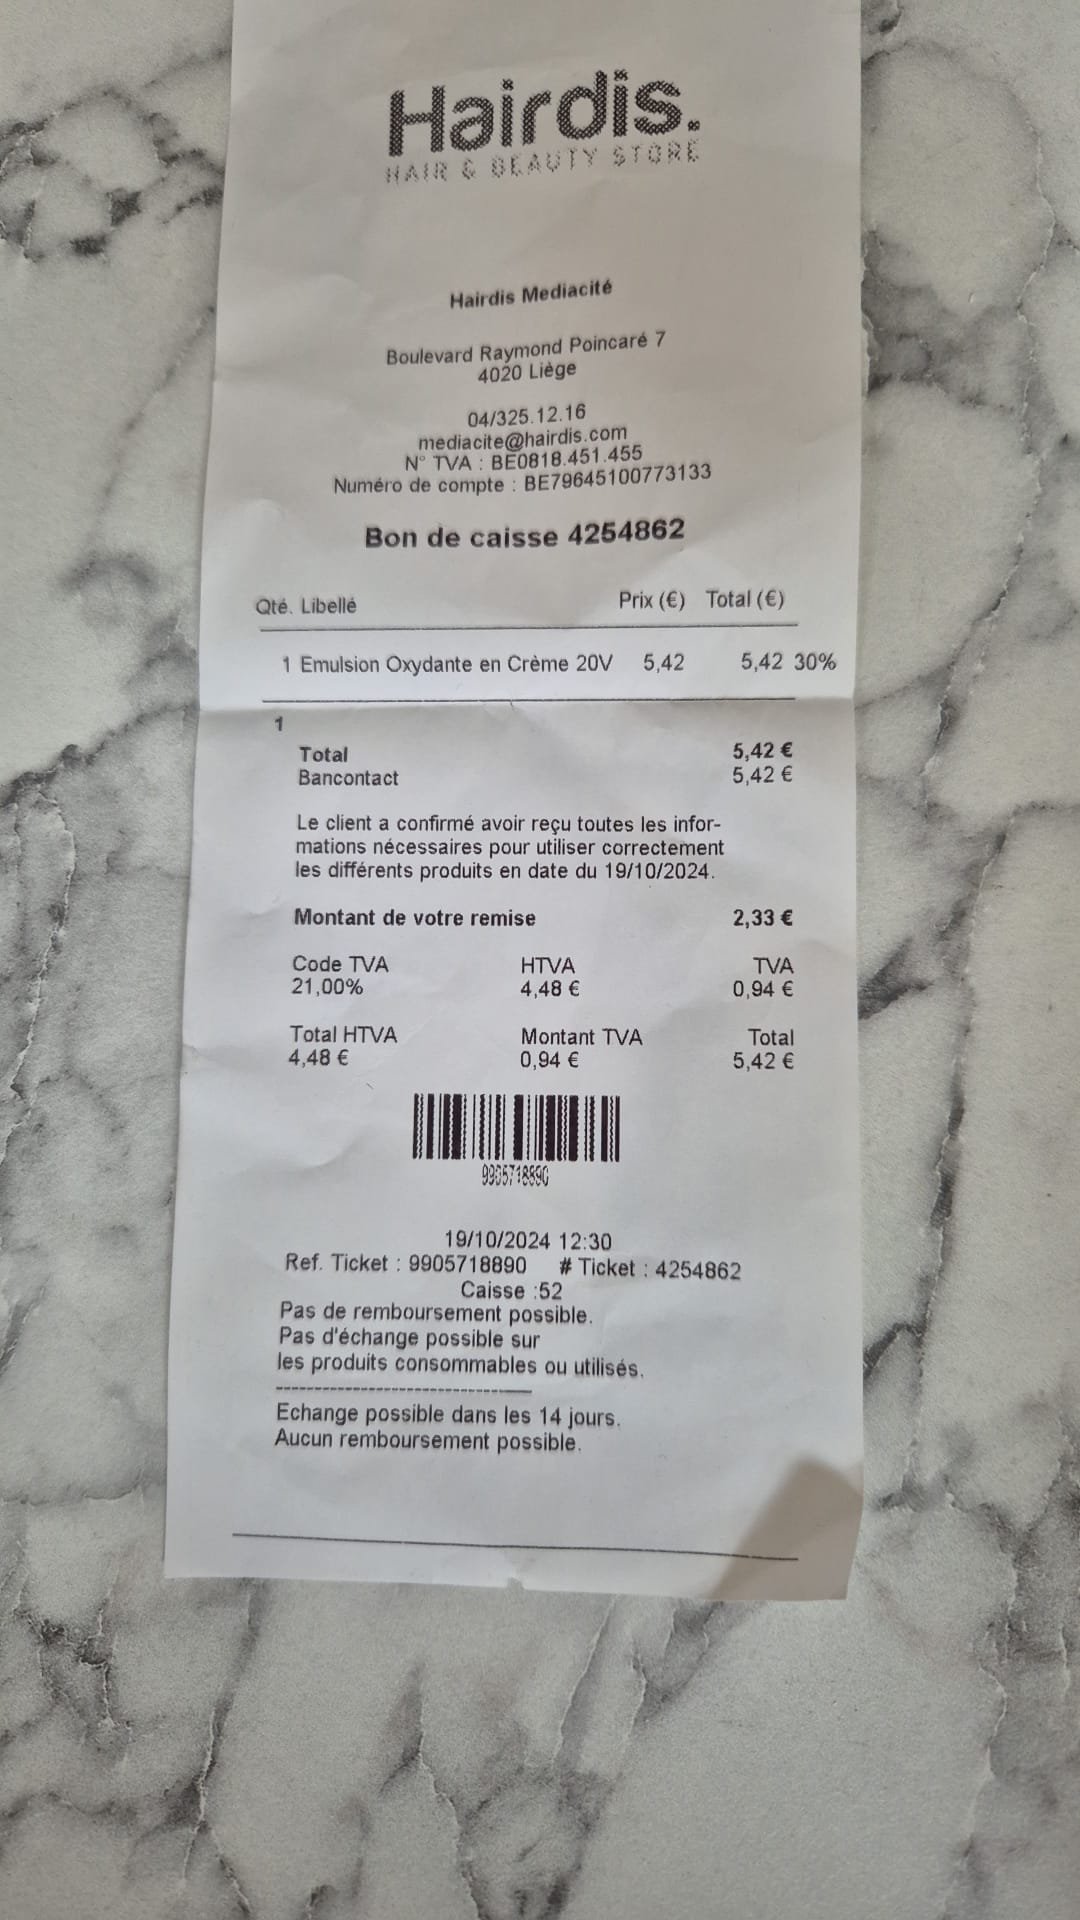 Hairdis.
HAIR & BEAUTY STORE
Hairdis Mediacité
Boulevard Raymond Poincaré 7
4020 Liège
04/325.12.16
mediacite@hairdis.com
N° TVA : BE0818.451.455
Numéro de compte : BE79645100773133
Bon de caisse 4254862
Qté. Libellé Prix (€) Total (€)
1 Emulsion Oxydante en Crème 20V 5,42 5,42 30%
1
Total 5,42 €
Bancontact 5,42 €
Le client a confirmé avoir reçu toutes les infor-
mations nécessaires pour utiliser correctement
les différents produits en date du 19/10/2024.
Montant de votre remise 2,33 €
Code TVA HTVA TVA
21,00% 4,48 € 0,94 €
Total HTVA Montant TVA Total
4,48 € 0,94 € 5,42 €
9905718890
19/10/2024 12:30
Ref. Ticket : 9905718890 # Ticket : 4254862
Caisse :52
Pas de remboursement possible.
Pas d'échange possible sur
les produits consommables ou utilisés.
--------------------------------
Echange possible dans les 14 jours.
Aucun remboursement possible.